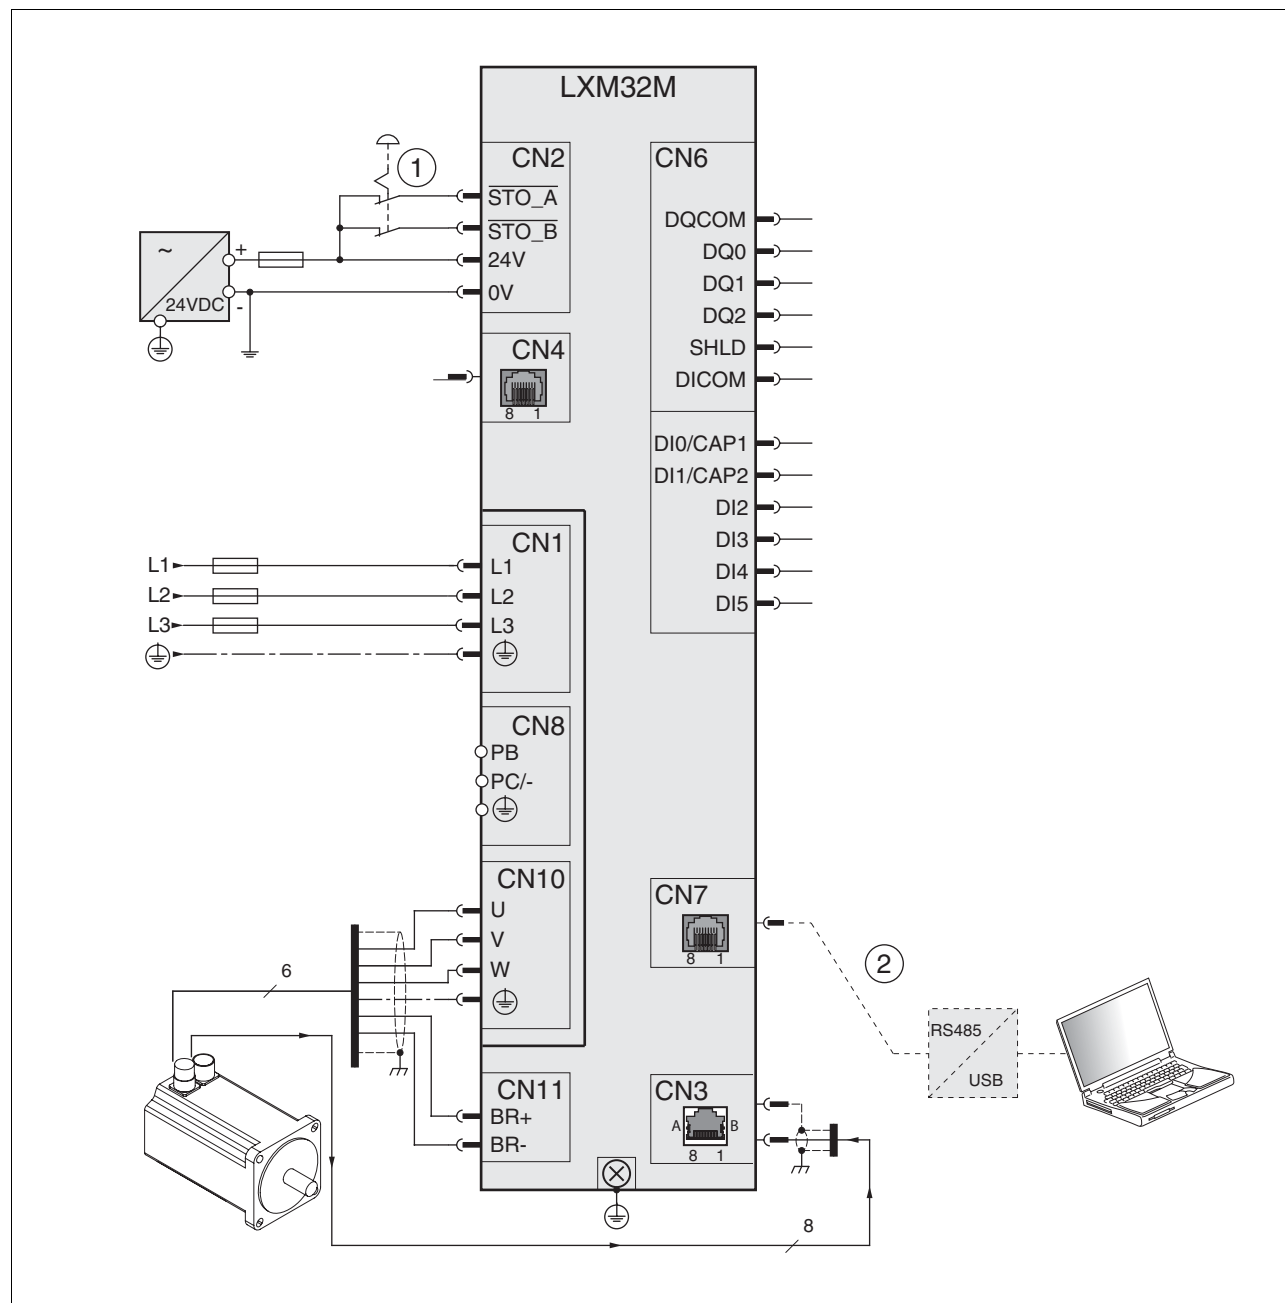 LXM32M
CN2
1
STO_A
STO_B
24V
0V
~
+
24VDC
-
CN4
8 1
CN6
DQCOM
DQ0
DQ1
DQ2
SHLD
DICOM
DI0/CAP1
DI1/CAP2
DI2
DI3
DI4
DI5
CN1
L1 L1
L2 L2
L3 L3
CN8
PB
PC/-
CN10
U
V
W
6
CN7
8 1
2
RS485
USB
CN11
BR+
BR-
CN3
A B
8 1
8